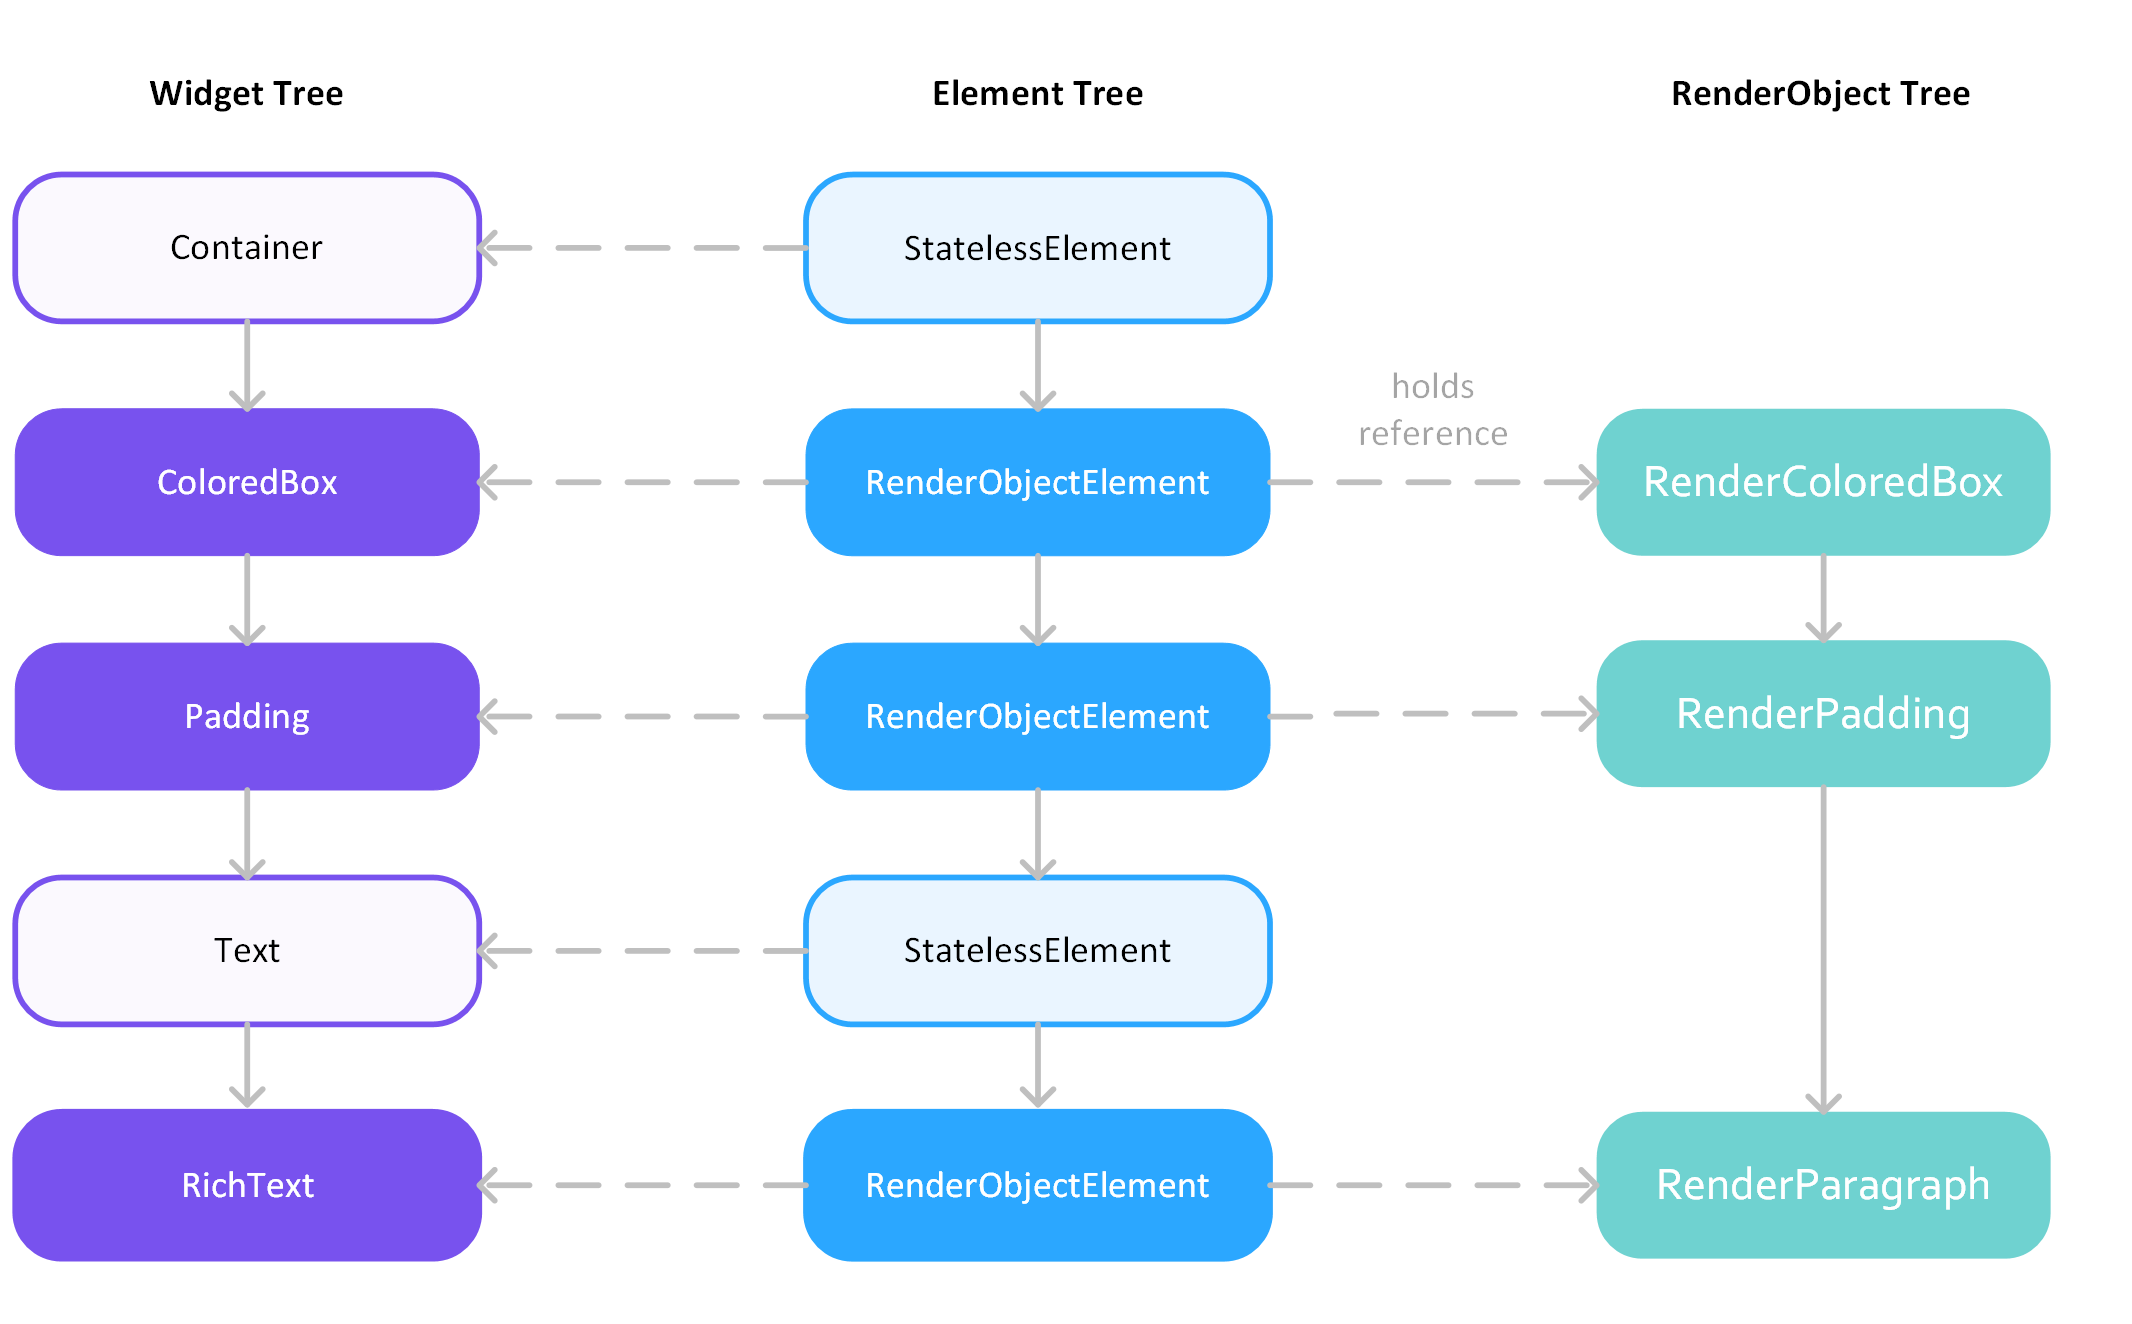 Widget Tree
Element Tree
RenderObject Tree
Container
StatelessElement
holds
reference
ColoredBox
RenderObjectElement
RenderColoredBox
Padding
RenderObjectElement
RenderPadding
Text
StatelessElement
RichText
RenderObjectElement
RenderParagraph